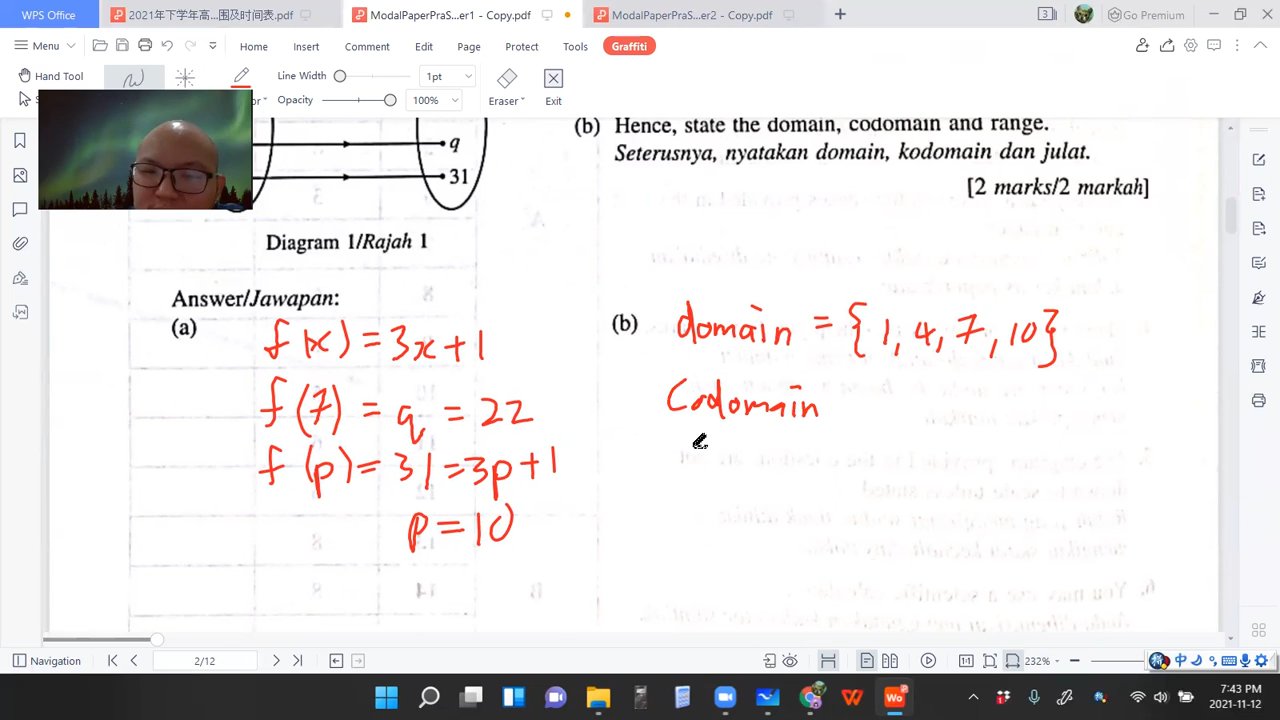 WPS Office
2021年下学年高...围及时间表.pdf
ModalPaperPraS...er1 - Copy.pdf
ModalPaperPraS...er2 - Copy.pdf
3
Go Premium
Menu
Home
Insert
Comment
Edit
Page
Protect
Tools
Graffiti
Hand Tool
Line Width
1pt
Opacity
100%
Eraser
Exit
q
31
Diagram 1/Rajah 1
(b) Hence, state the domain, codomain and range.
Seterusnya, nyatakan domain, kodomain dan julat.
[2 marks/2 markah]
Answer/Jawapan:
(a) f(x) = 3x+1
f(7) = q = 22
f(p) = 31 = 3p+1
p = 10
(b) domain = {1, 4, 7, 10}
Codomain
Navigation
2/12
232%
中
7:43 PM
2021-11-12